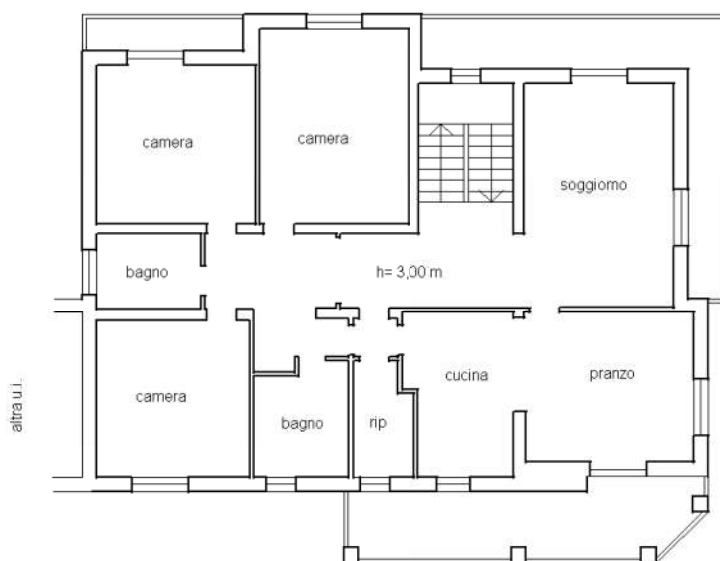 camera
camera
soggiorno
bagno
h= 3,00 m
altra u.i.
camera
bagno
rip
cucina
pranzo